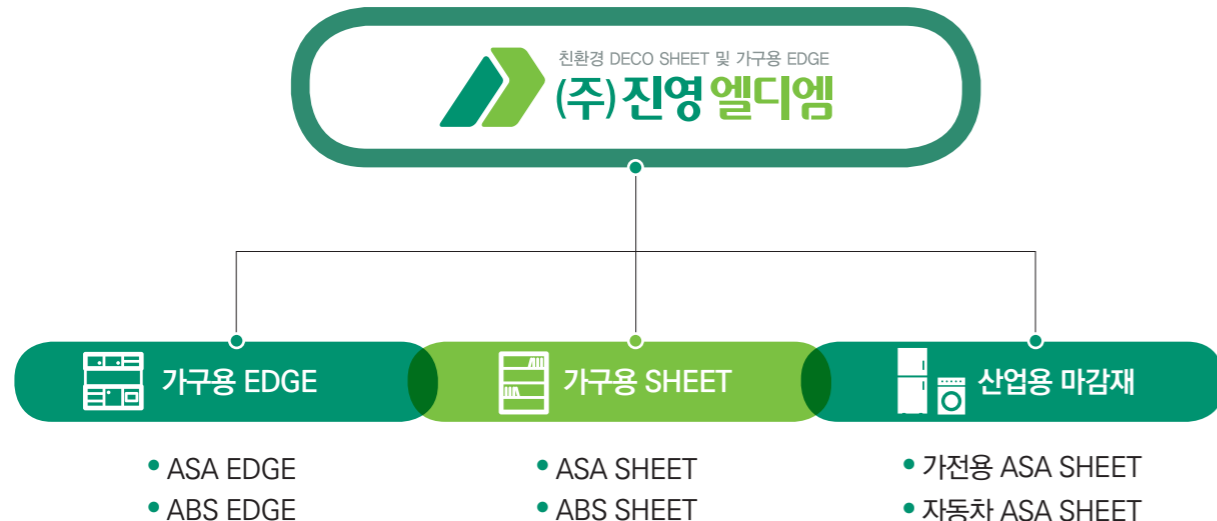 친환경 DECO SHEET 및 가구용 EDGE
(주)진영엘디엠
가구용 EDGE
가구용 SHEET
산업용 마감재
• ASA EDGE
• ABS EDGE
• ASA SHEET
• ABS SHEET
• 가전용 ASA SHEET
• 자동차 ASA SHEET